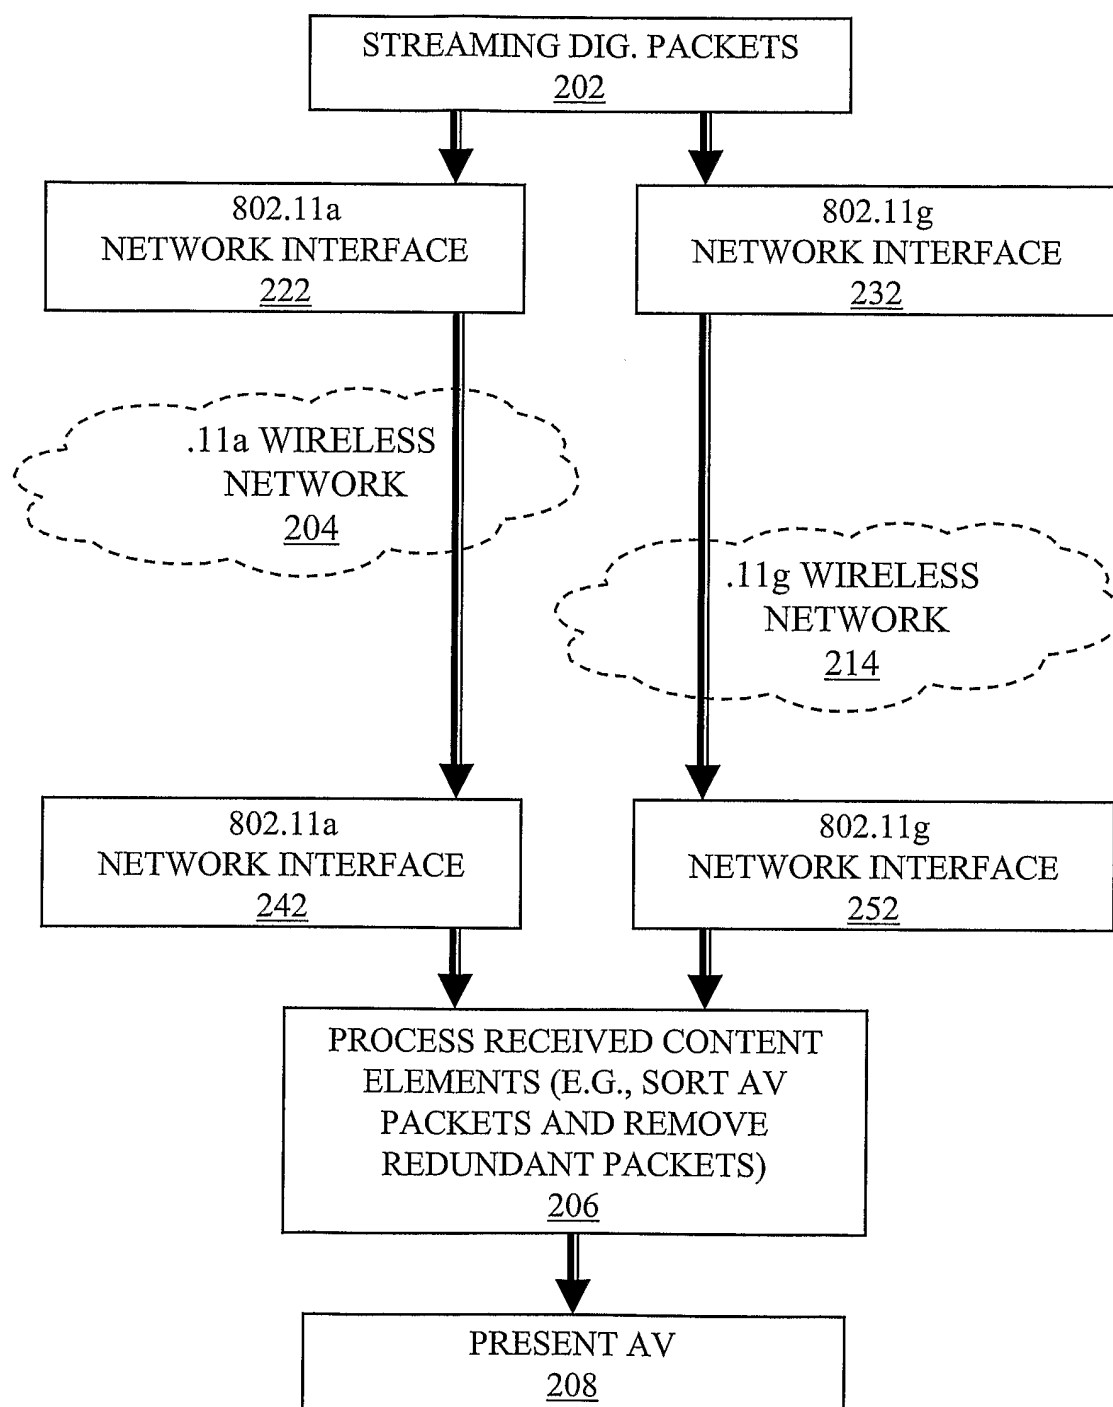 STREAMING DIG. PACKETS
202
802.11a
NETWORK INTERFACE
222
802.11g
NETWORK INTERFACE
232
.11a WIRELESS
NETWORK
204
.11g WIRELESS
NETWORK
214
802.11a
NETWORK INTERFACE
242
802.11g
NETWORK INTERFACE
252
PROCESS RECEIVED CONTENT
ELEMENTS (E.G., SORT AV
PACKETS AND REMOVE
REDUNDANT PACKETS)
206
PRESENT AV
208